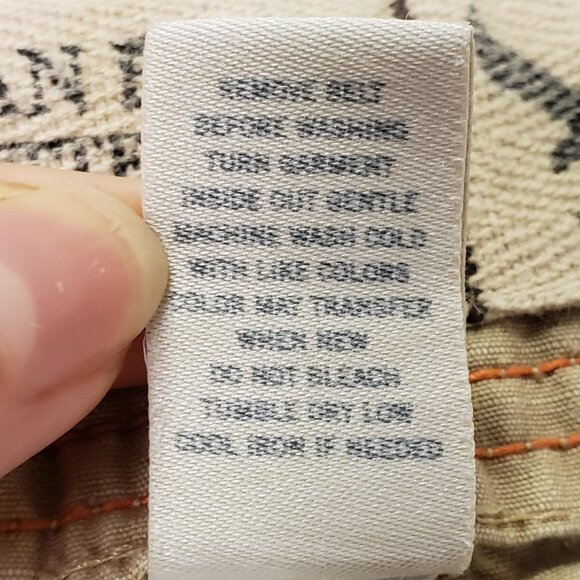 REMOVE BELT
BEFORE WASHING
TURN GARMENT
INSIDE OUT GENTLE
MACHINE WASH COLD
WITH LIKE COLORS
COLOR MAY TRANSFER
WHEN NEW
DO NOT BLEACH
TUMBLE DRY LOW
COOL IRON IF NEEDED